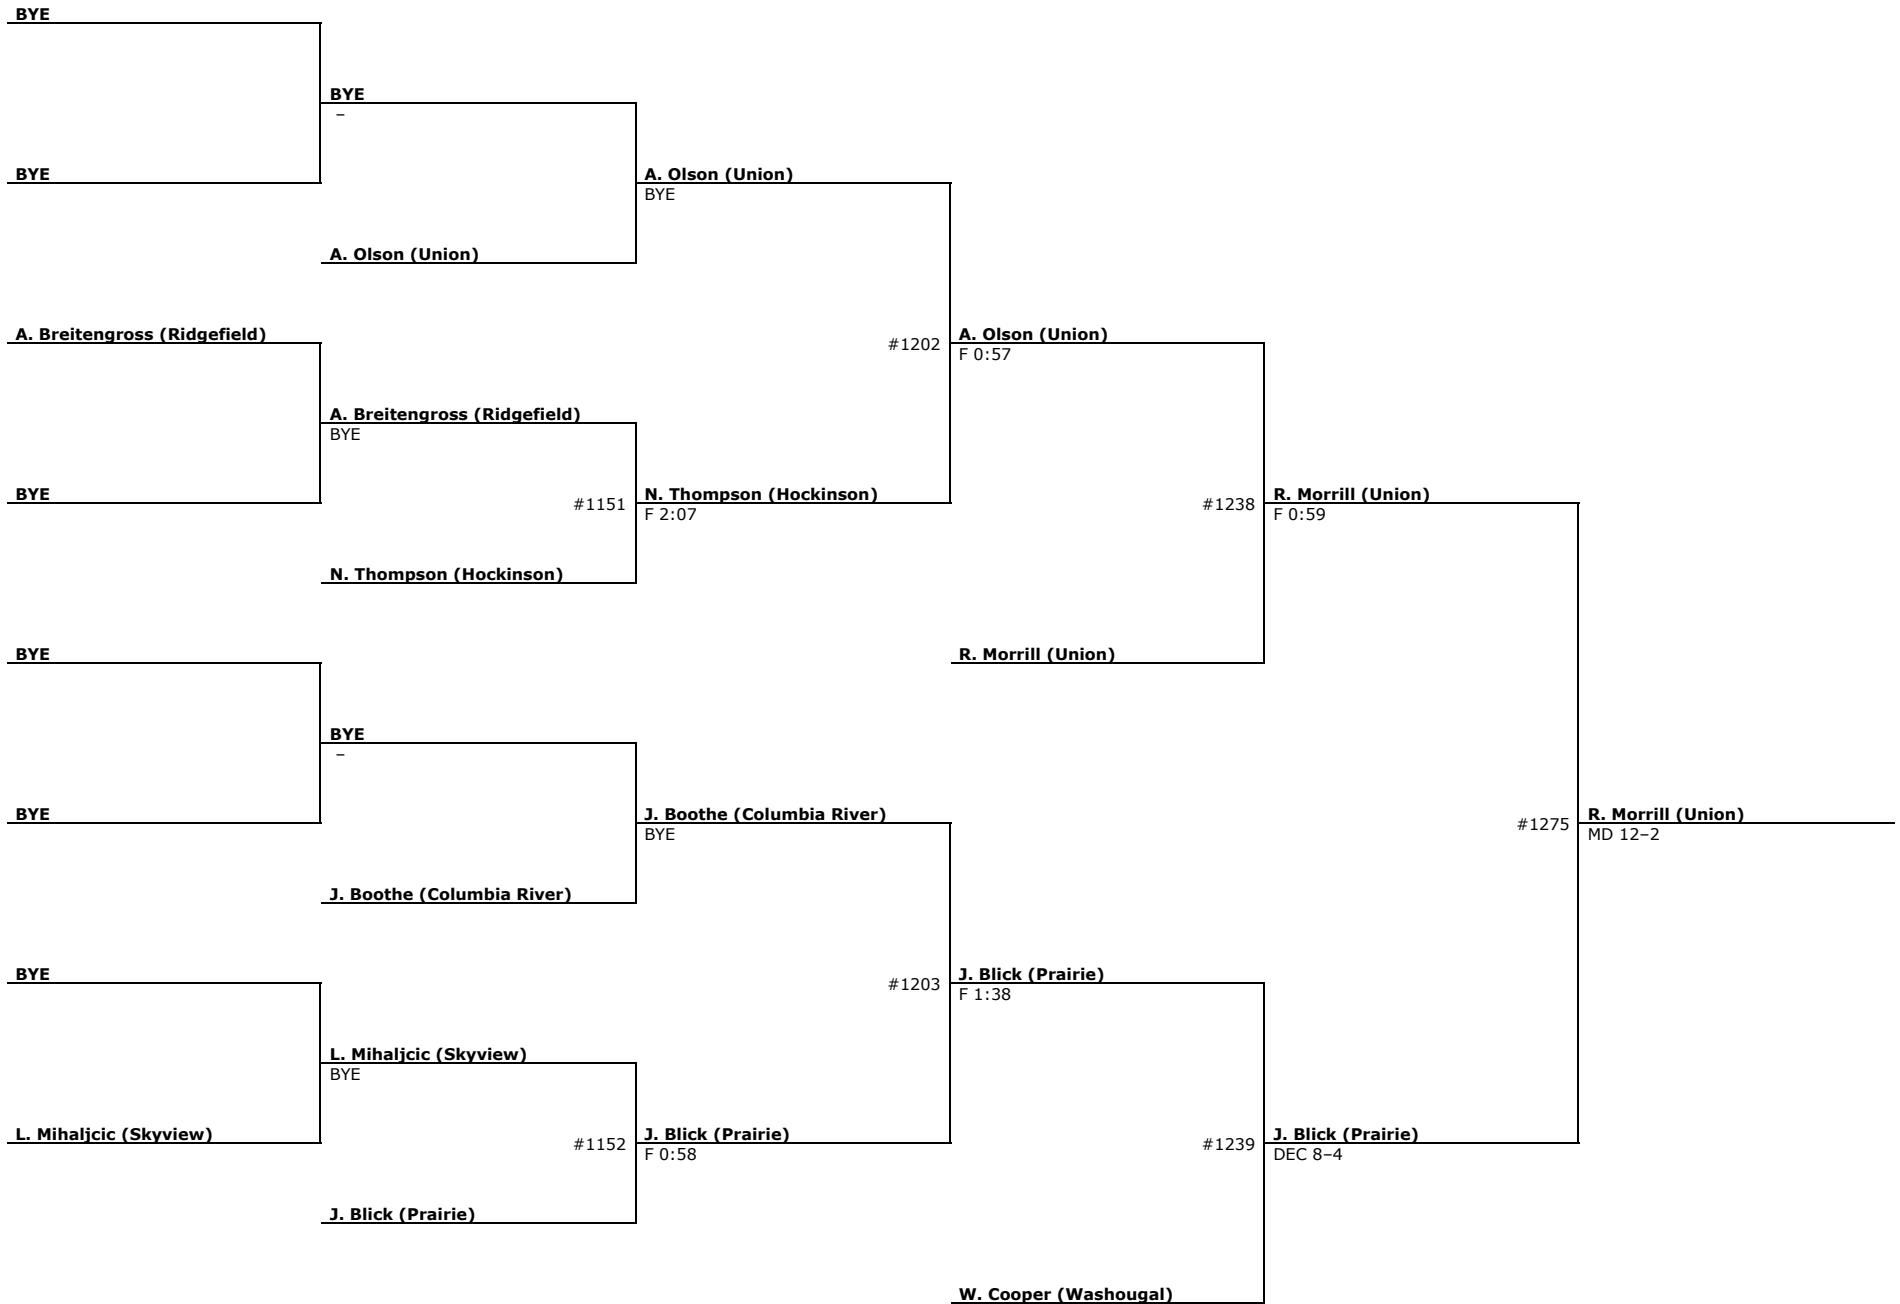 BYE
BYE
–
BYE
A. Olson (Union)
BYE
A. Olson (Union)
A. Breitengross (Ridgefield)
#1202
A. Olson (Union)
F 0:57
A. Breitengross (Ridgefield)
BYE
BYE
#1151
N. Thompson (Hockinson)
F 2:07
#1238
R. Morrill (Union)
F 0:59
N. Thompson (Hockinson)
BYE
R. Morrill (Union)
BYE
–
BYE
J. Boothe (Columbia River)
BYE
#1275
R. Morrill (Union)
MD 12–2
J. Boothe (Columbia River)
BYE
#1203
J. Blick (Prairie)
F 1:38
L. Mihaljcic (Skyview)
BYE
L. Mihaljcic (Skyview)
#1152
J. Blick (Prairie)
F 0:58
#1239
J. Blick (Prairie)
DEC 8–4
J. Blick (Prairie)
W. Cooper (Washougal)